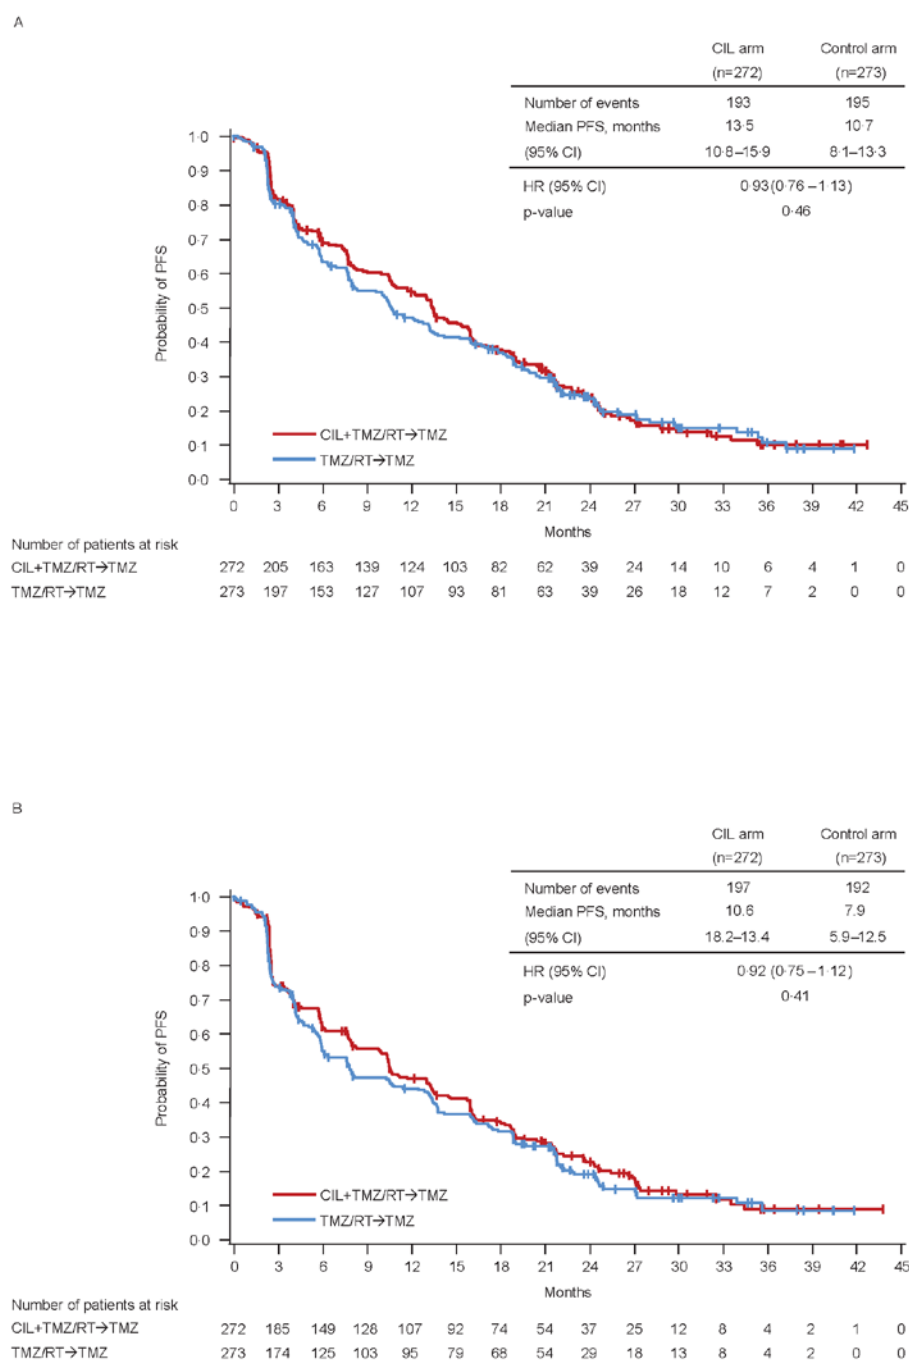 A
CIL arm Control arm
(n=272) (n=273)
Number of events 193 195
Median PFS, months 13·5 10·7
(95% CI) 10·8–15·9 8·1–13·3
HR (95% CI) 0·93(0·76–1·13)
p-value 0·46
Probability of PFS
1·0
0·9
0·8
0·7
0·6
0·5
0·4
0·3
0·2
0·1
0·0
CIL+TMZ/RT→TMZ
TMZ/RT→TMZ
0 3 6 9 12 15 18 21 24 27 30 33 36 39 42 45
Months
Number of patients at risk
CIL+TMZ/RT→TMZ 272 205 163 139 124 103 82 62 39 24 14 10 6 4 1 0
TMZ/RT→TMZ 273 197 153 127 107 93 81 63 39 26 18 12 7 2 0 0
B
CIL arm Control arm
(n=272) (n=273)
Number of events 197 192
Median PFS, months 10.6 7.9
(95% CI) 18.2–13.4 5.9–12.5
HR (95% CI) 0·92 (0·75–1·12)
p-value 0·41
Probability of PFS
1·0
0·9
0·8
0·7
0·6
0·5
0·4
0·3
0·2
0·1
0·0
CIL+TMZ/RT→TMZ
TMZ/RT→TMZ
0 3 6 9 12 15 18 21 24 27 30 33 36 39 42 45
Months
Number of patients at risk
CIL+TMZ/RT→TMZ 272 185 149 128 107 92 74 54 37 25 12 8 4 2 1 0
TMZ/RT→TMZ 273 174 125 103 95 79 68 54 29 18 13 8 4 2 0 0